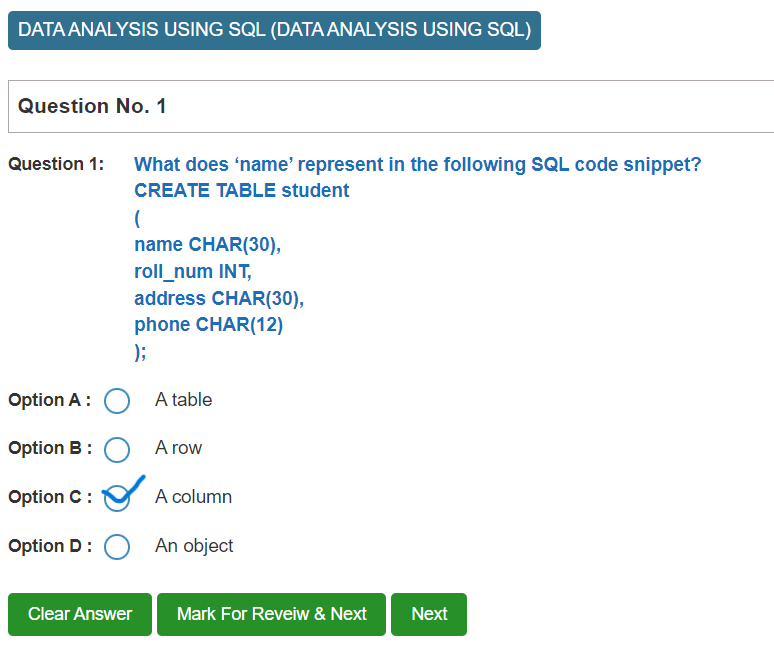 DATA ANALYSIS USING SQL (DATA ANALYSIS USING SQL)
Question No. 1
Question 1: What does ‘name’ represent in the following SQL code snippet?
CREATE TABLE student
(
name CHAR(30),
roll_num INT,
address CHAR(30),
phone CHAR(12)
);
Option A : A table
Option B : A row
Option C : A column
Option D : An object
Clear Answer Mark For Reveiw & Next Next